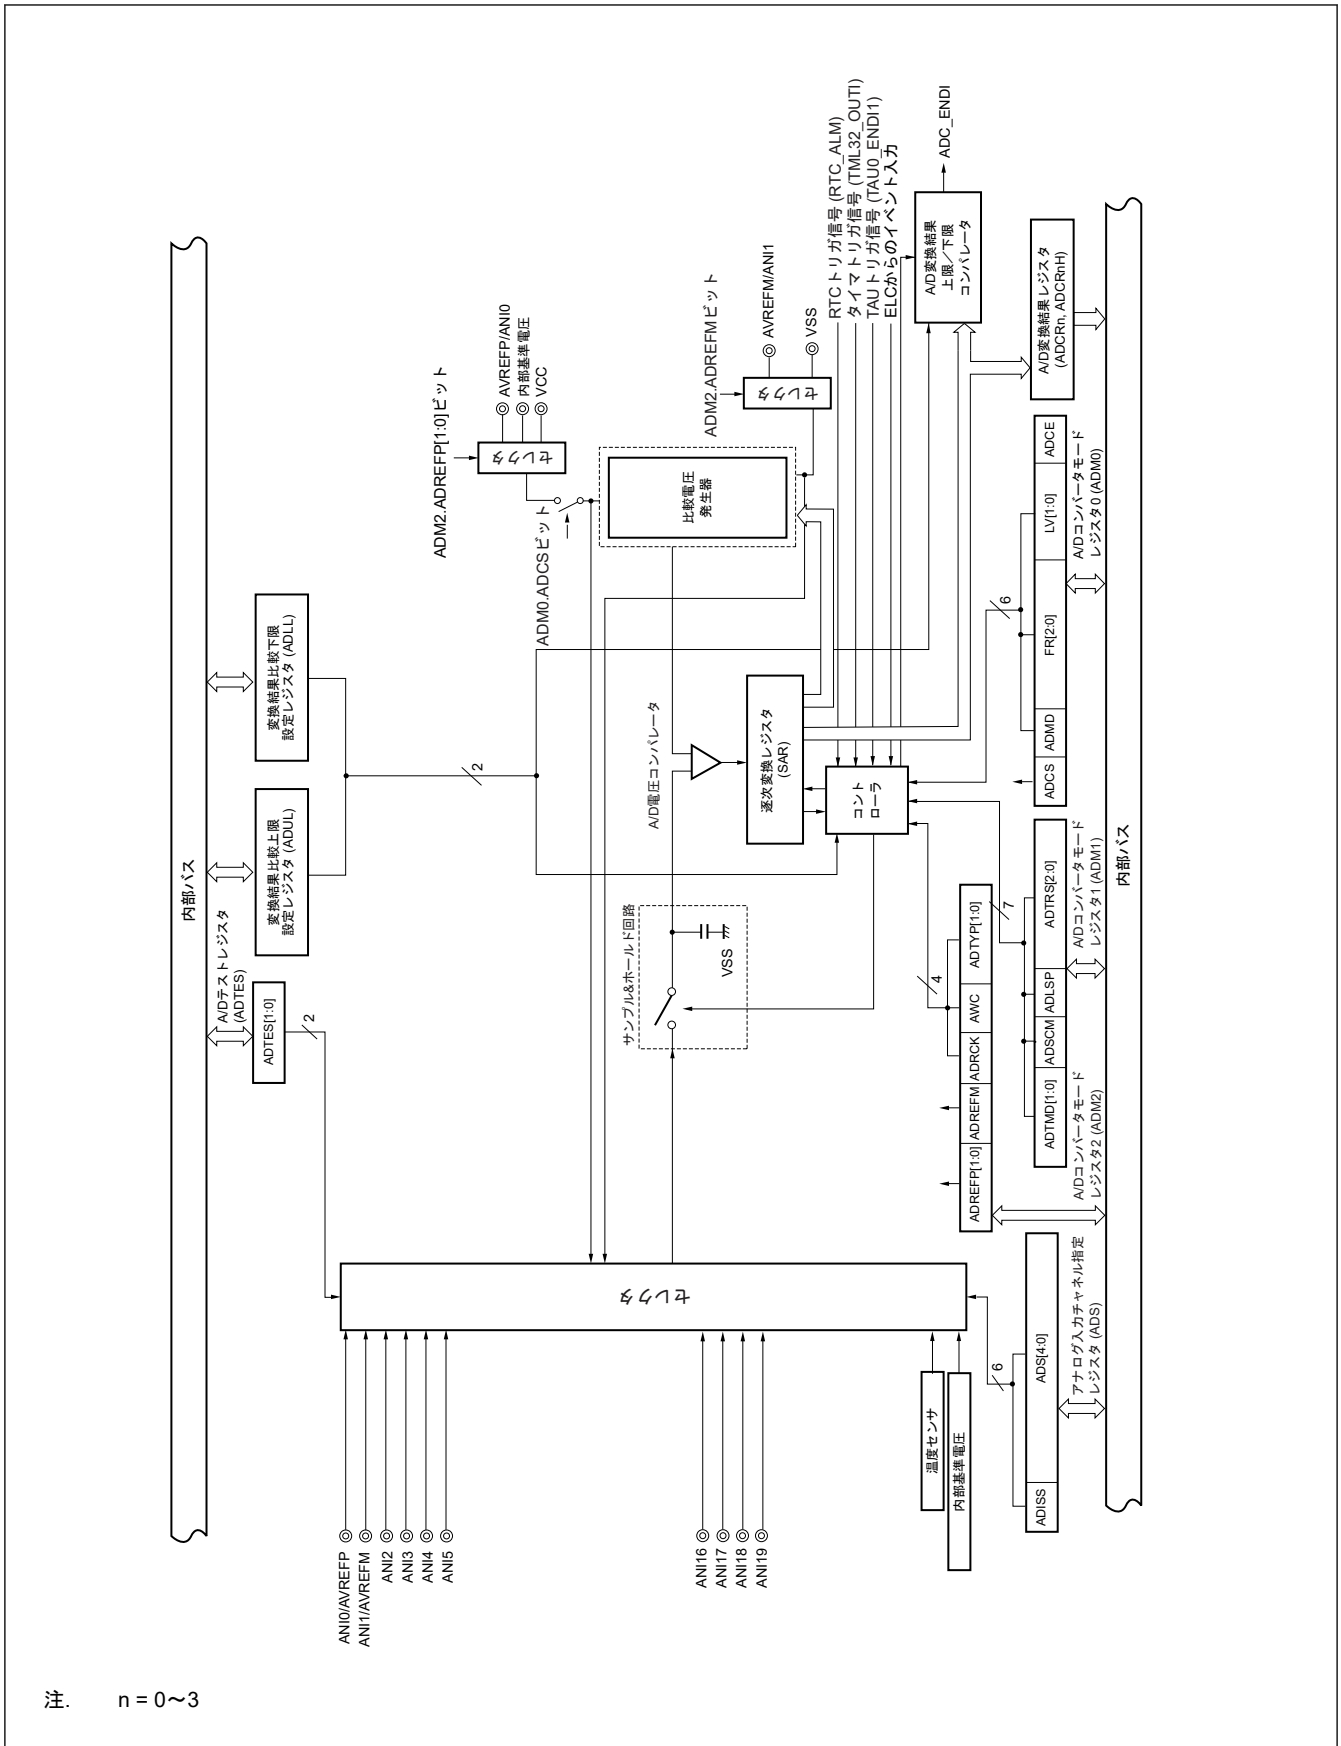 内部バス
A/Dテストレジスタ
(ADTES)
ADTES[1:0]
2
変換結果比較上限
設定レジスタ (ADUL)
変換結果比較下限
設定レジスタ (ADLL)
2
ADM2.ADREFP[1:0]ビット
セレクタ
AVREFP/ANI0
内部基準電圧
VCC
ADM0.ADCSビット
比較電圧
発生器
ADM2.ADREFMビット
セレクタ
AVREFM/ANI1
VSS
ANI0/AVREFP
ANI1/AVREFM
ANI2
ANI3
ANI4
ANI5
ANI16
ANI17
ANI18
ANI19
セレクタ
温度センサ
内部基準電圧
サンプル&ホールド回路
VSS
A/D電圧コンパレータ
逐次変換レジスタ
(SAR)
コント
ローラ
RTCトリガ信号 (RTC_ALM)
タイマトリガ信号 (TML32_OUTI)
TAUトリガ信号 (TAU0_ENDI1)
ELCからのイベント入力
A/D変換結果
上限/下限
コンパレータ
ADC_ENDI
A/D変換結果レジスタ
(ADCRn, ADCRnH)
6
ADISS
ADS[4:0]
アナログ入力チャネル指定
レジスタ (ADS)
4
ADREFP[1:0]
ADREFM
ADRCK
AWC
ADTYP[1:0]
A/Dコンバータモード
レジスタ2 (ADM2)
7
ADTMD[1:0]
ADSCM
ADLSP
ADTRS[2:0]
A/Dコンバータモード
レジスタ1 (ADM1)
6
ADCS
ADMD
FR[2:0]
LV[1:0]
ADCE
A/Dコンバータモード
レジスタ0 (ADM0)
内部バス
注. n = 0～3